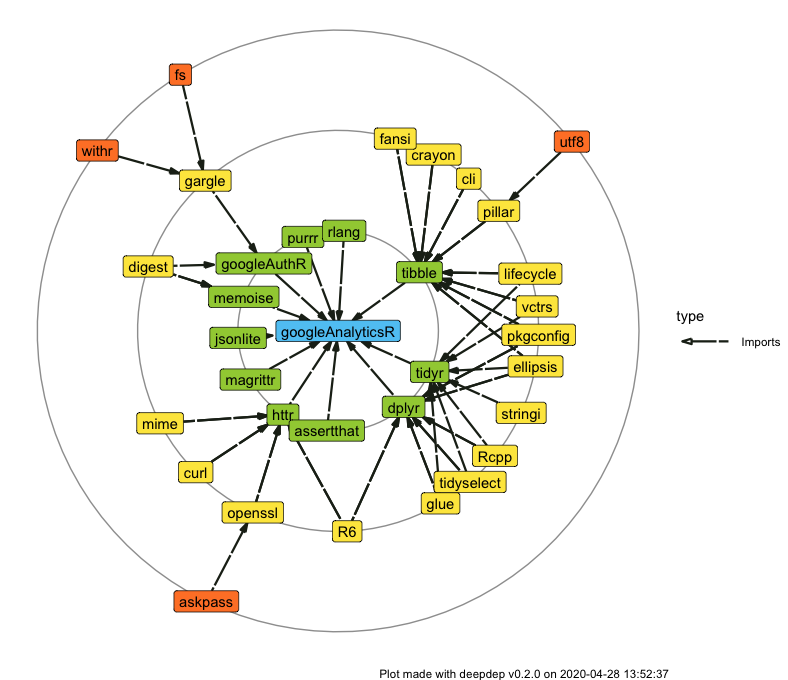 fs
withr
utf8
fansi
crayon
cli
gargle
pillar
purrr
rlang
digest
googleAuthR
tibble
lifecycle
memoise
vctrs
type
jsonlite
googleAnalyticsR
pkgconfig
Imports
magrittr
tidyr
ellipsis
dplyr
httr
stringi
mime
assertthat
Rcpp
curl
tidyselect
glue
openssl
R6
askpass
Plot made with deepdep v0.2.0 on 2020-04-28 13:52:37